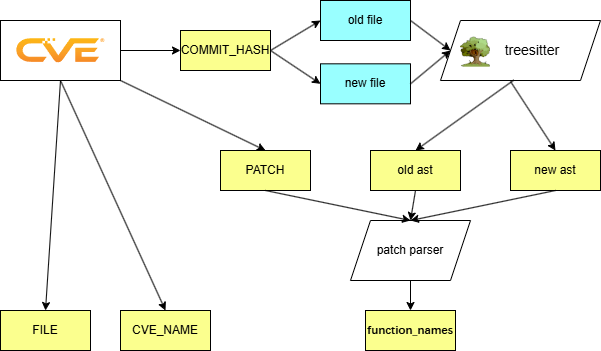 old file
CVE®
COMMIT_HASH
treesitter
new file
PATCH
old ast
new ast
patch parser
FILE
CVE_NAME
function_names